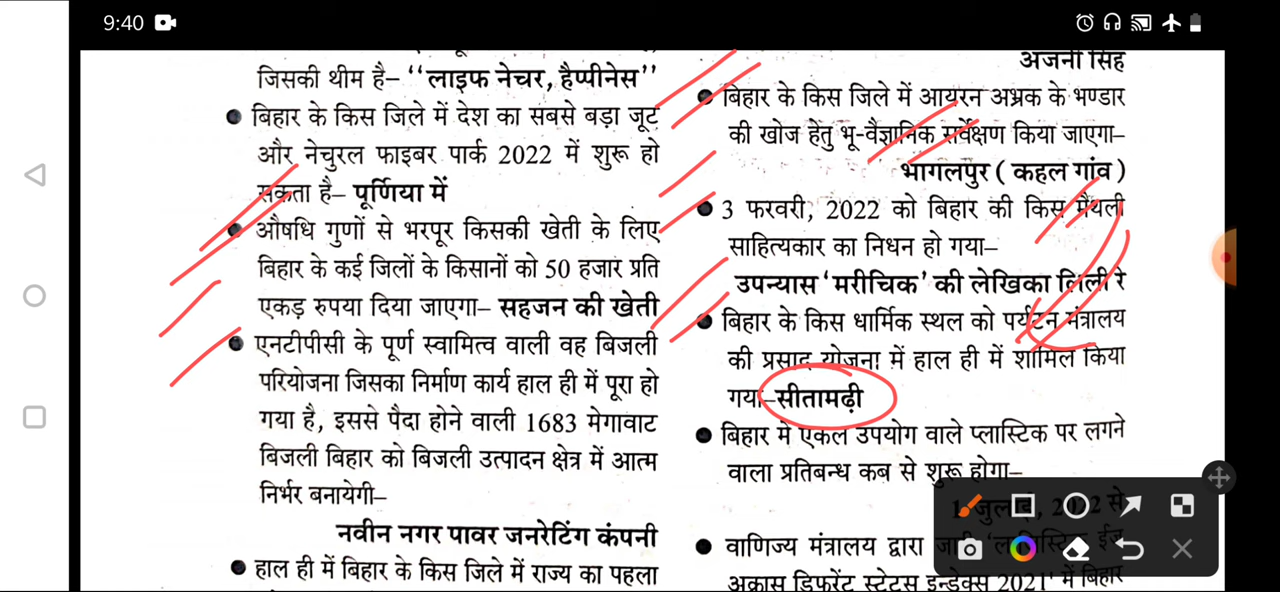 9:40
जिसकी थीम है– ‘‘लाइफ नेचर, हैप्पीनेस’’
● बिहार के किस जिले में देश का सबसे बड़ा जूट
और नेचुरल फाइबर पार्क 2022 में शुरू हो
सकता है– पूर्णिया में
● औषधि गुणों से भरपूर किसकी खेती के लिए
बिहार के कई जिलों के किसानों को 50 हजार प्रति
एकड़ रुपया दिया जाएगा– सहजन की खेती
● एनटीपीसी के पूर्ण स्वामित्व वाली वह बिजली
परियोजना जिसका निर्माण कार्य हाल ही में पूरा हो
गया है, इससे पैदा होने वाली 1683 मेगावाट
बिजली बिहार को बिजली उत्पादन क्षेत्र में आत्म
निर्भर बनायेगी–
नवीन नगर पावर जनरेटिंग कंपनी
● हाल ही में बिहार के किस जिले में राज्य का पहला
अजनी सिंह
● बिहार के किस जिले में आयरन अभ्रक के भण्डार
की खोज हेतु भू-वैज्ञानिक सर्वेक्षण किया जाएगा–
भागलपुर ( कहल गांव )
● 3 फरवरी, 2022 को बिहार की किस मैथली
साहित्यकार का निधन हो गया–
उपन्यास ‘मरीचिक’ की लेखिका लिली रे
● बिहार के किस धार्मिक स्थल को पर्यटन मंत्रालय
की प्रसाद योजना में हाल ही में शामिल किया
गया–सीतामढ़ी
● बिहार में एकल उपयोग वाले प्लास्टिक पर लगने
वाला प्रतिबन्ध कब से शुरू होगा–
1 जुलाई, 2022 से
● वाणिज्य मंत्रालय द्वारा जारी ‘लॉजिस्टिक ईज
अक्रास डिफरेंट स्टेटस इन्डेक्स 2021’ में बिहार